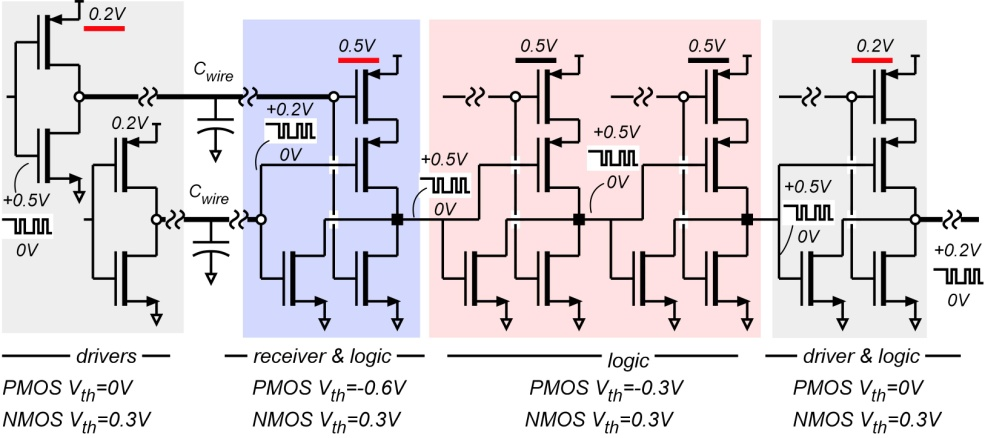 0.2V
0.5V
0.5V
0.5V
0.2V
C_wire
+0.2V
0V
0.2V
+0.5V
0V
+0.5V
0V
C_wire
+0.5V
0V
+0.5V
0V
+0.2V
0V
drivers
receiver & logic
logic
driver & logic
PMOS V_th=0V
PMOS V_th=-0.6V
PMOS V_th=-0.3V
PMOS V_th=0V
NMOS V_th=0.3V
NMOS V_th=0.3V
NMOS V_th=0.3V
NMOS V_th=0.3V